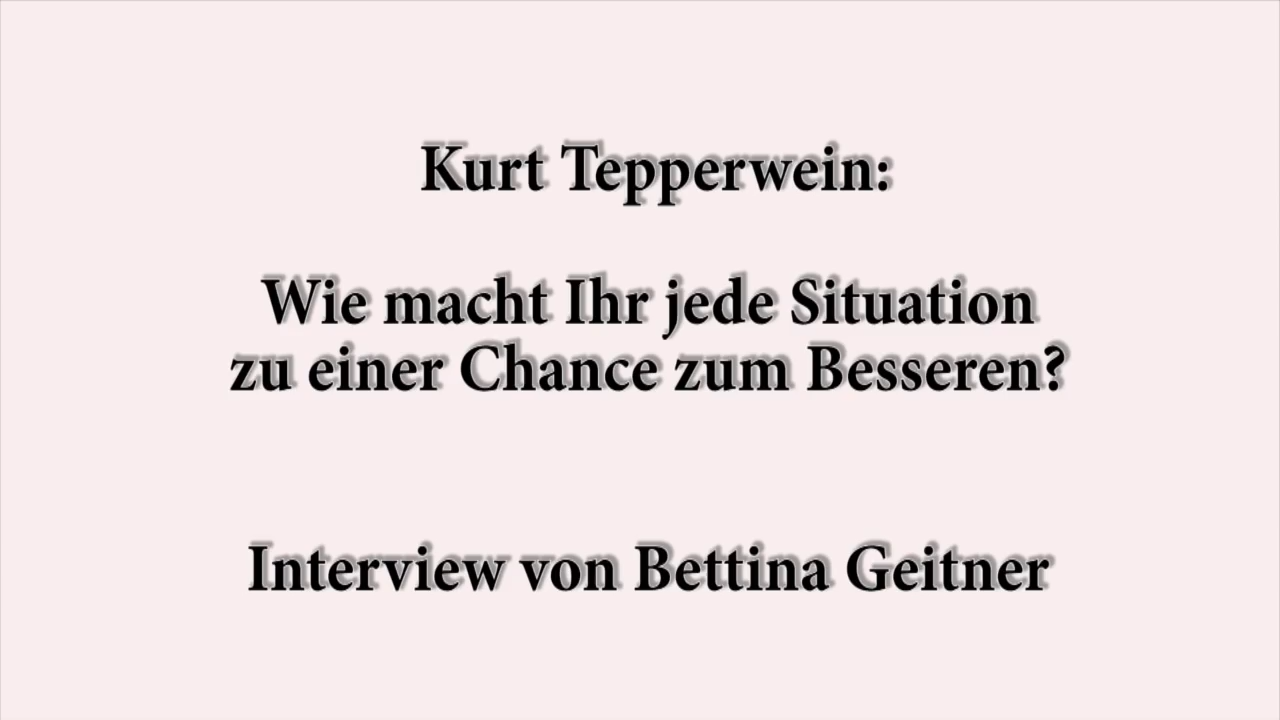 Kurt Tepperwein:
Wie macht Ihr jede Situation
zu einer Chance zum Besseren?
Interview von Bettina Geitner